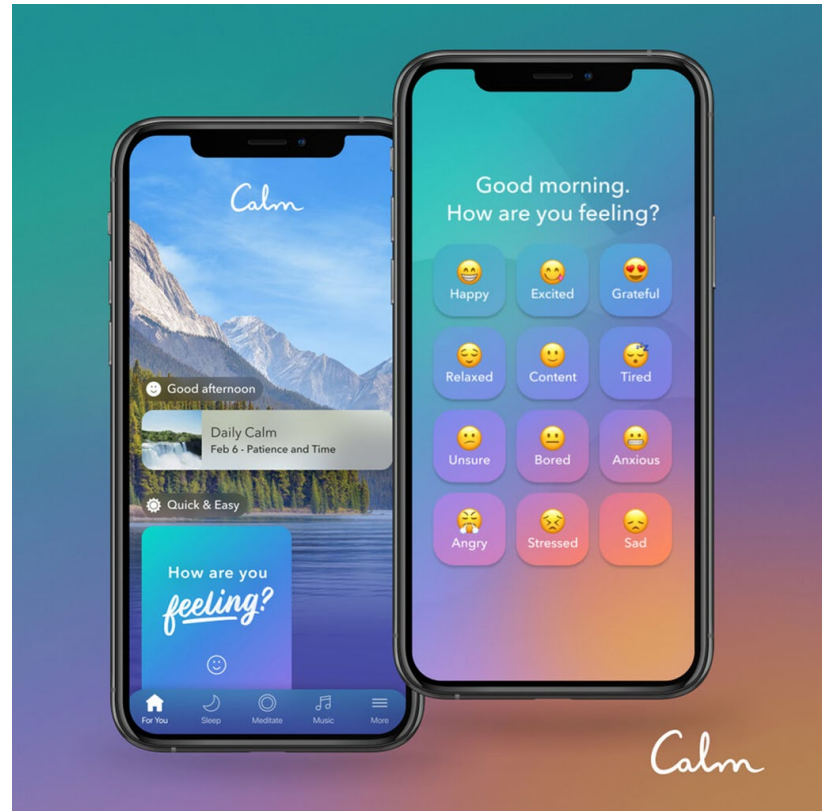 Calm
Good afternoon
Daily Calm
Feb 6 - Patience and Time
Quick & Easy
How are you
feeling?
For You
Sleep
Meditate
Music
More
Good morning.
How are you feeling?
Happy
Excited
Grateful
Relaxed
Content
Tired
Unsure
Bored
Anxious
Angry
Stressed
Sad
Calm